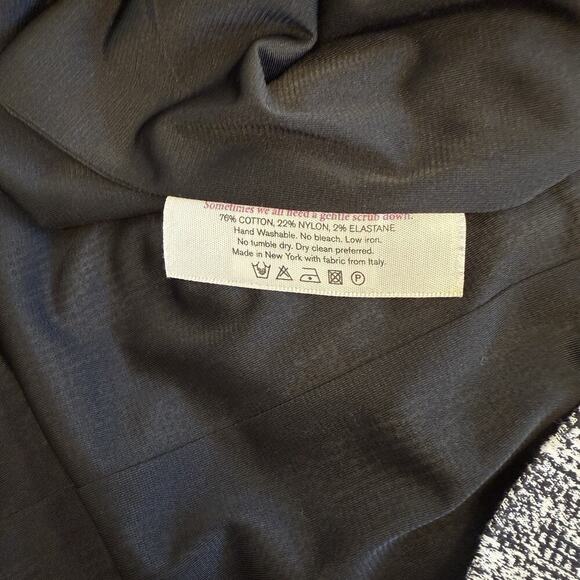 Sometimes we all need a gentle scrub down.
76% COTTON, 22% NYLON, 2% ELASTANE
Hand Washable. No bleach. Low iron.
No tumble dry. Dry clean preferred.
Made in New York with fabric from Italy.
P